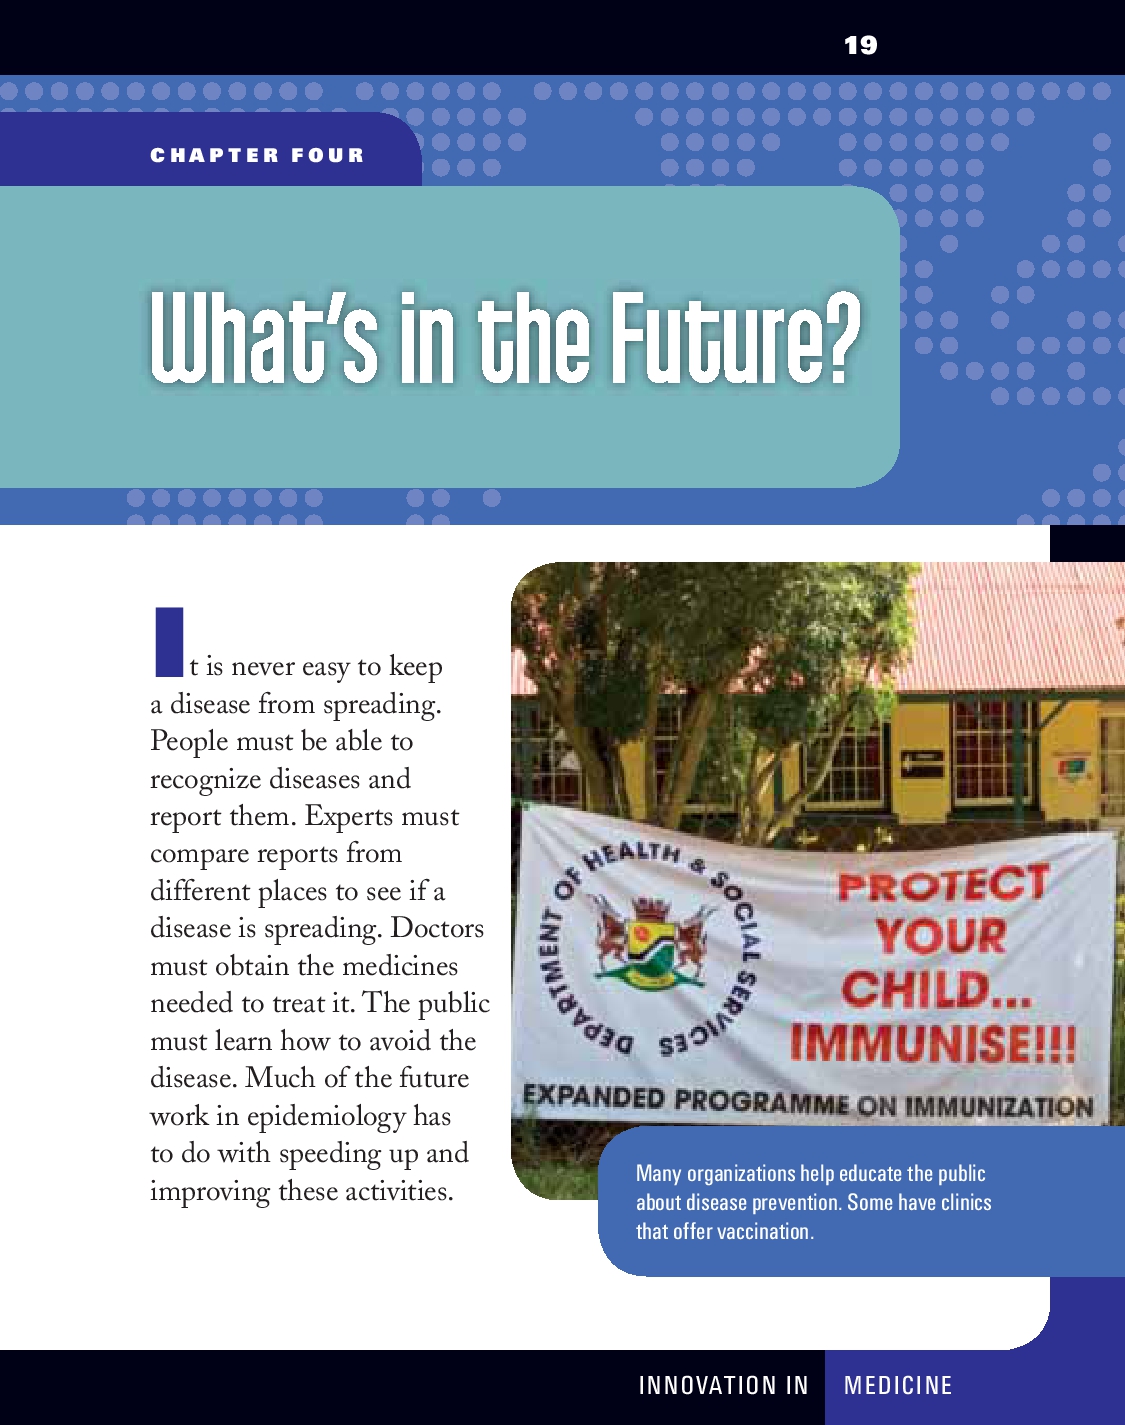 19
CHAPTER FOUR
What's in the Future?
It is never easy to keep
a disease from spreading.
People must be able to
recognize diseases and
report them. Experts must
compare reports from
different places to see if a
disease is spreading. Doctors
must obtain the medicines
needed to treat it. The public
must learn how to avoid the
disease. Much of the future
work in epidemiology has
to do with speeding up and
improving these activities.
DEPARTMENT OF HEALTH & SOCIAL SERVICES
PROTECT
YOUR
CHILD...
IMMUNISE!!!
EXPANDED PROGRAMME ON IMMUNIZATION
Many organizations help educate the public
about disease prevention. Some have clinics
that offer vaccination.
INNOVATION IN MEDICINE